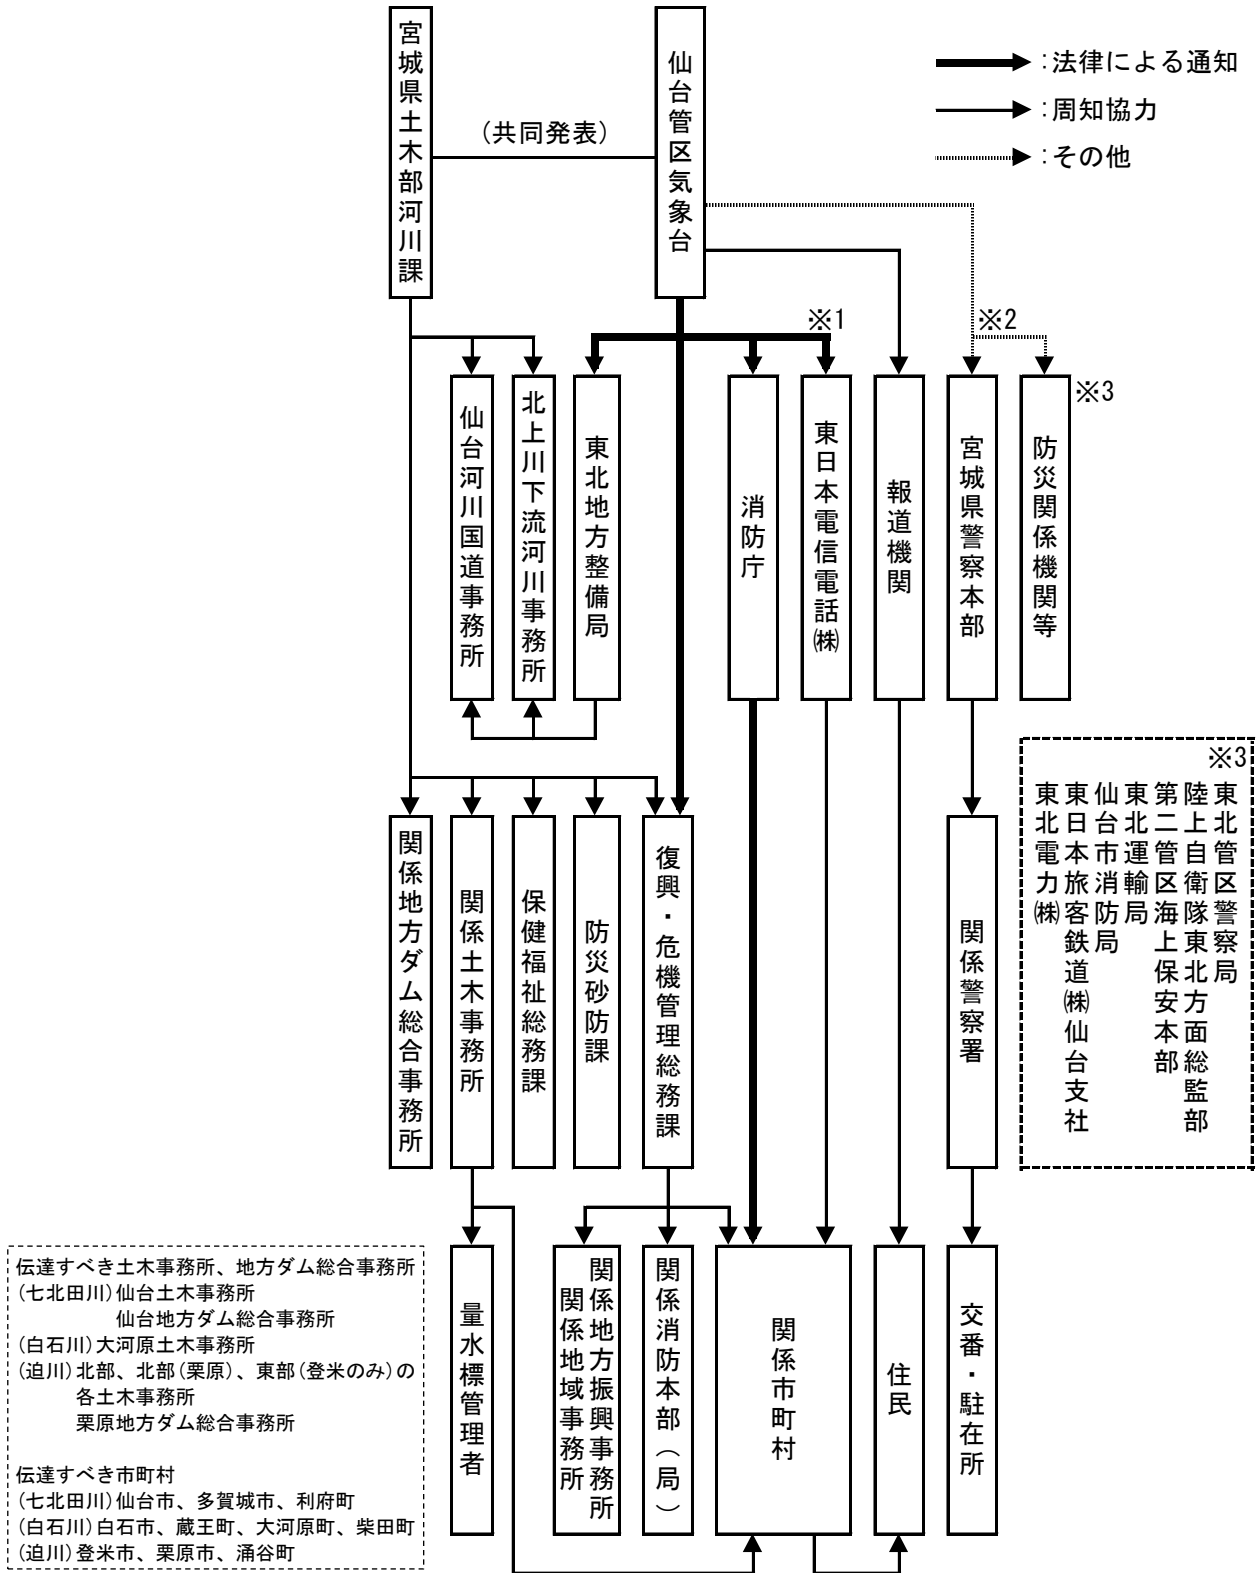 宮城県土木部河川課
(共同発表)
仙台管区気象台
:法律による通知
:周知協力
:その他
※1
※2
※3
仙台河川国道事務所
北上川下流河川事務所
東北地方整備局
消防庁
東日本電信電話㈱
報道機関
宮城県警察本部
防災関係機関等
※3
東北管区警察局
陸上自衛隊東北方面総監部
第二管区海上保安本部
東北運輸局
仙台市消防局
東日本旅客鉄道㈱仙台支社
東北電力㈱
関係地方ダム総合事務所
関係土木事務所
保健福祉総務課
防災砂防課
復興・危機管理総務課
関係警察署
量水標管理者
関係地方振興事務所
関係地域事務所
関係消防本部(局)
関係市町村
住民
交番・駐在所
伝達すべき土木事務所、地方ダム総合事務所
(七北田川)仙台土木事務所
仙台地方ダム総合事務所
(白石川)大河原土木事務所
(迫川)北部、北部(栗原)、東部(登米のみ)の
各土木事務所
栗原地方ダム総合事務所
伝達すべき市町村
(七北田川)仙台市、多賀城市、利府町
(白石川)白石市、蔵王町、大河原町、柴田町
(迫川)登米市、栗原市、涌谷町